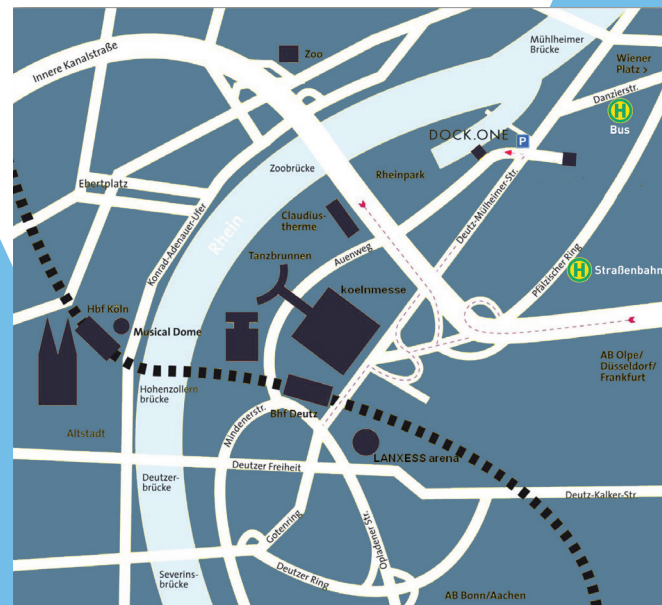 Innere Kanalstraße
Zoo
Mühlheimer
Brücke
Wiener
Platz >
Danzierstr.
H
Bus
DOCK.ONE
P
Zoobrücke
Rheinpark
Ebertplatz
Konrad-Adenauer-Ufer
Rhein
Claudius-
therme
Deutz-Mülheimer-Str.
Tanzbrunnen
Auenweg
Pfälzischer Ring
H
Straßenbahn
koelnmesse
Hbf Köln
Musical Dome
AB Olpe/
Düsseldorf/
Frankfurt
Hohenzollern
brücke
Bhf Deutz
Mindenerstr.
Altstadt
LANXESS arena
Deutzer Freiheit
Deutzer-
brücke
Deutz-Kalker-Str.
Gotenring
Opladener Str.
Deutzer Ring
Severins-
brücke
AB Bonn/Aachen